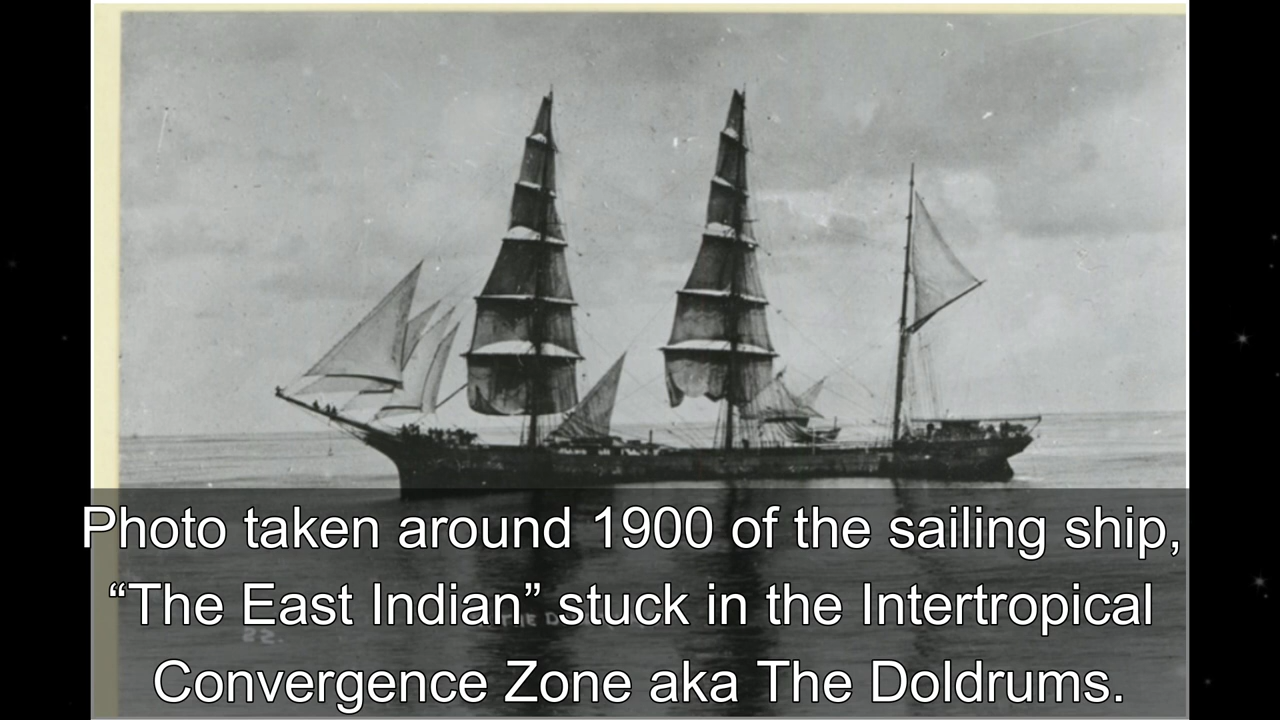 Photo taken around 1900 of the sailing ship,
“The East Indian” stuck in the Intertropical
Convergence Zone aka The Doldrums.